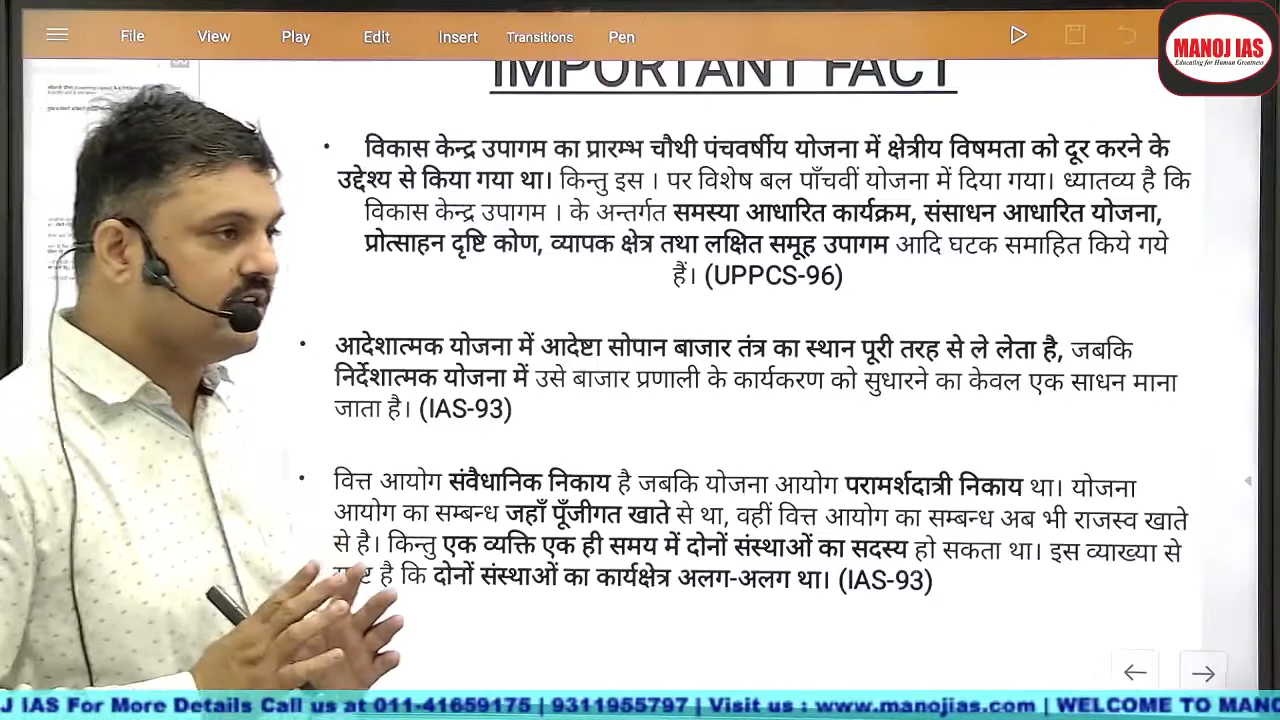 File View Play Edit Insert Transitions Pen
MANOJ IAS
Educating for Human Greatness
IMPORTANT FACT
• विकास केन्द्र उपागम का प्रारम्भ चौथी पंचवर्षीय योजना में क्षेत्रीय विषमता को दूर करने के
उद्देश्य से किया गया था। किन्तु इस । पर विशेष बल पाँचवीं योजना में दिया गया। ध्यातव्य है कि
विकास केन्द्र उपागम । के अन्तर्गत समस्या आधारित कार्यक्रम, संसाधन आधारित योजना,
प्रोत्साहन दृष्टि कोण, व्यापक क्षेत्र तथा लक्षित समूह उपागम आदि घटक समाहित किये गये
हैं। (UPPCS-96)
• आदेशात्मक योजना में आदेष्टा सोपान बाजार तंत्र का स्थान पूरी तरह से ले लेता है, जबकि
निर्देशात्मक योजना में उसे बाजार प्रणाली के कार्यकरण को सुधारने का केवल एक साधन माना
जाता है। (IAS-93)
• वित्त आयोग संवैधानिक निकाय है जबकि योजना आयोग परामर्शदात्री निकाय था। योजना
आयोग का सम्बन्ध जहाँ पूँजीगत खाते से था, वहीं वित्त आयोग का सम्बन्ध अब भी राजस्व खाते
से है। किन्तु एक व्यक्ति एक ही समय में दोनों संस्थाओं का सदस्य हो सकता था। इस व्याख्या से
है कि दोनों संस्थाओं का कार्यक्षेत्र अलग-अलग था। (IAS-93)
J IAS For More Details Call us at 011-41659175 | 9311955797 | Visit us : www.manojias.com | WELCOME TO MANO